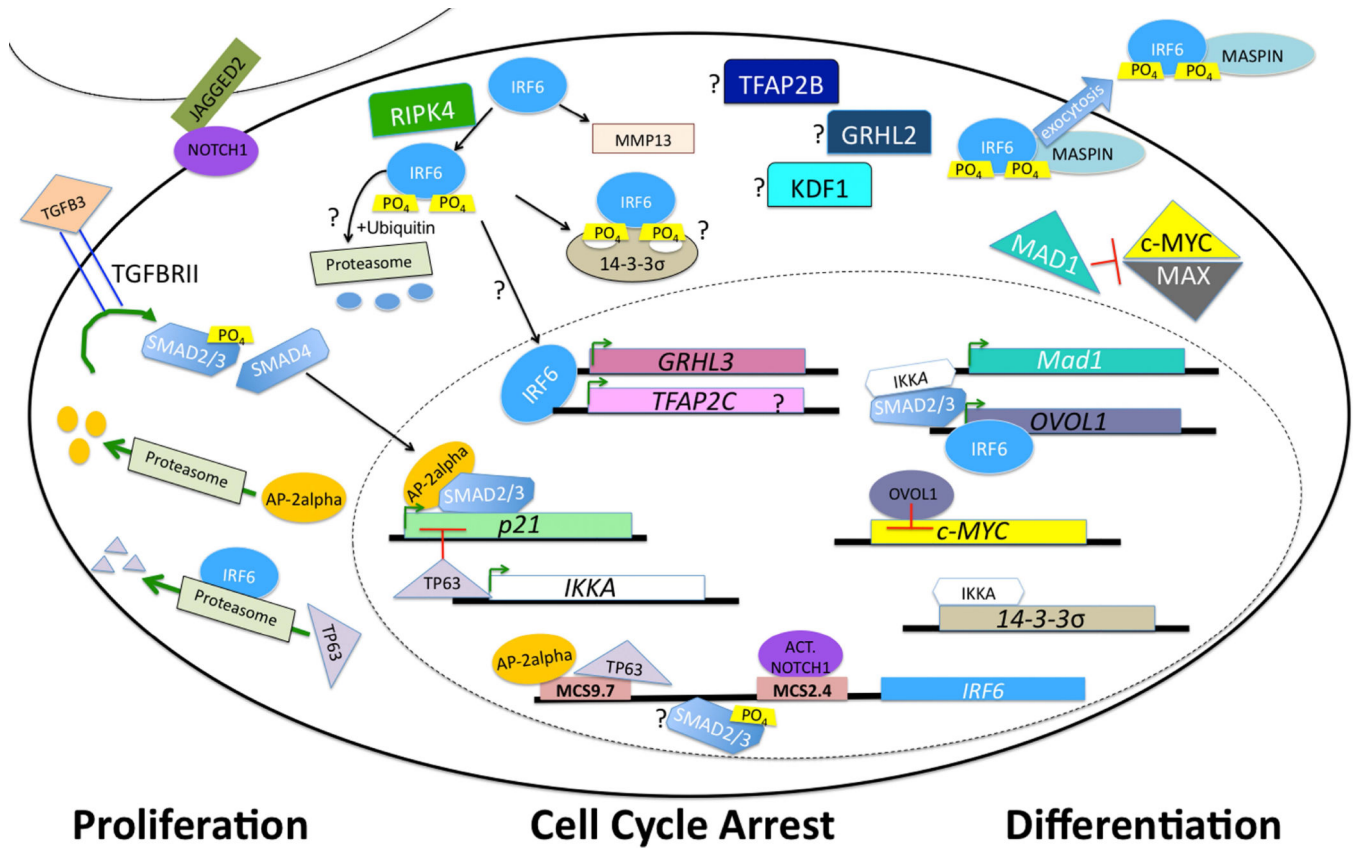 JAGGED2
NOTCH1
TGFB3
TGFBRII
PO4
SMAD2/3
SMAD4
RIPK4
IRF6
MMP13
IRF6
PO4 PO4
?
+Ubiquitin
Proteasome
?
IRF6
PO4 PO4
?
14-3-3σ
? TFAP2B
? GRHL2
? KDF1
IRF6
PO4 PO4
MASPIN
exocytosis
IRF6
PO4 PO4
MASPIN
MAD1
c-MYC
MAX
Proteasome
AP-2alpha
IRF6
Proteasome
TP63
IRF6
GRHL3
TFAP2C ?
IKKA
SMAD2/3
Mad1
OVOL1
IRF6
AP-2alpha
SMAD2/3
p21
TP63
IKKA
OVOL1
c-MYC
IKKA
14-3-3σ
AP-2alpha
TP63
MCS9.7
ACT.
NOTCH1
MCS2.4
IRF6
?
SMAD2/3
PO4
Proliferation
Cell Cycle Arrest
Differentiation